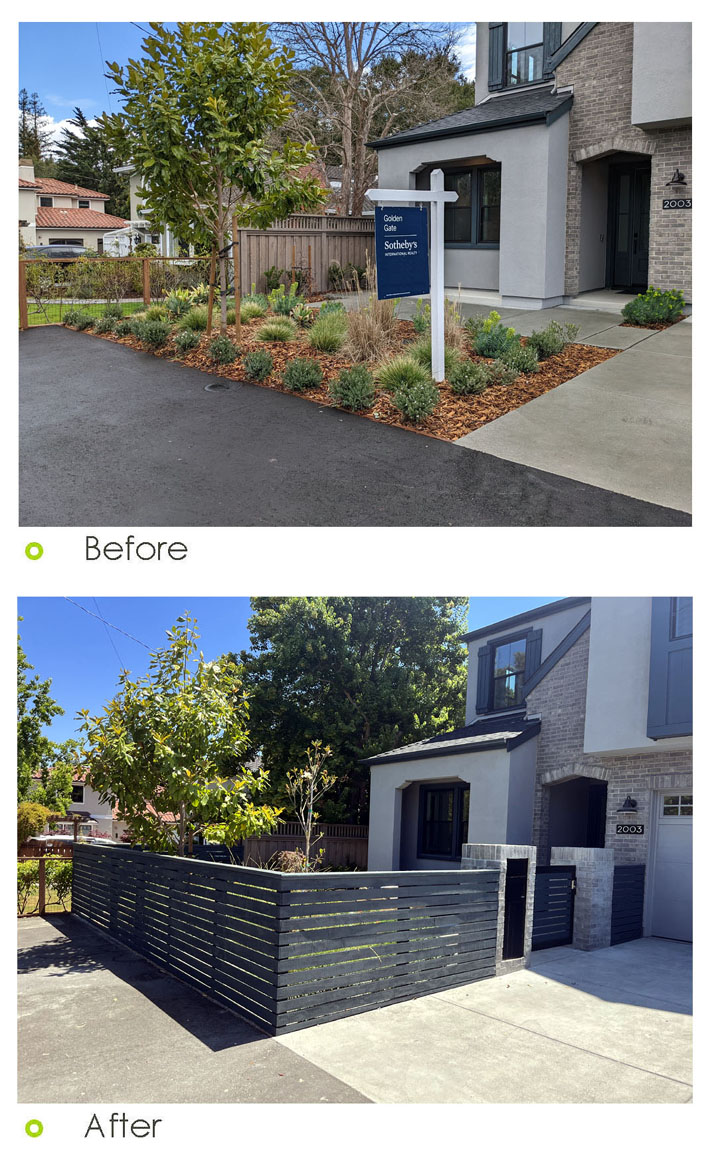 Golden
Gate
Sotheby's
INTERNATIONAL REALTY
2003
Before
2003
After